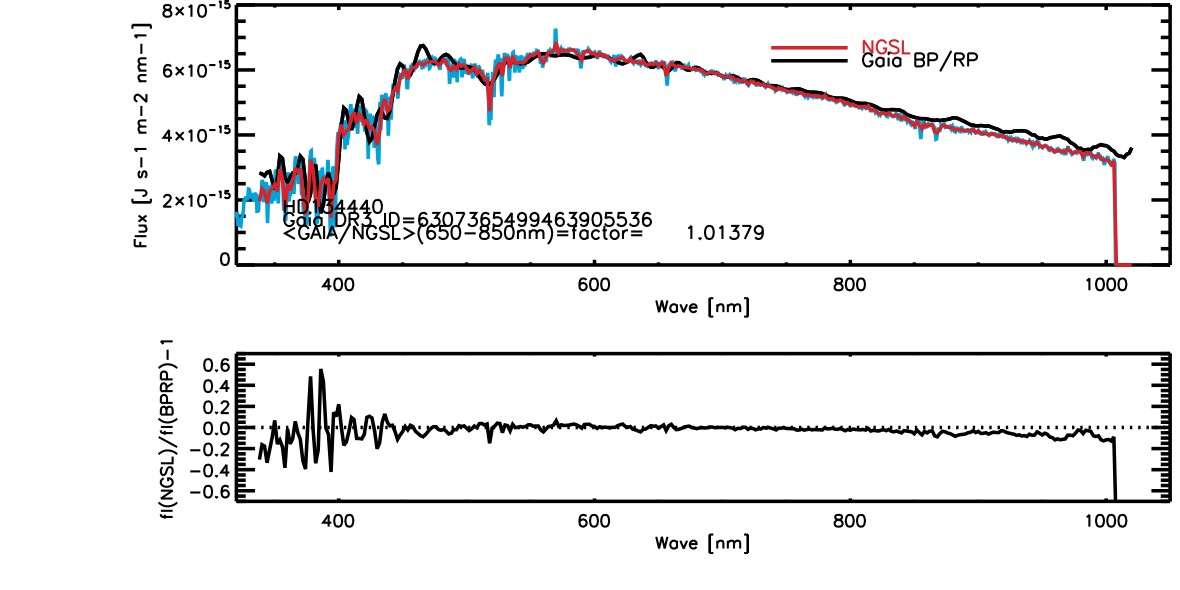 8×10-15
6×10-15
4×10-15
2×10-15
0
Flux [J s-1 m-2 nm-1]
NGSL
Gaia BP/RP
HD134440
Gaia DR3 ID=6307365499463905536
<GAIA/NGSL>(650-850nm)=factor= 1.01379
400 600 800 1000
Wave [nm]
fl(NGSL)/fl(BPRP)-1
0.6
0.4
0.2
0.0
-0.2
-0.4
-0.6
400 600 800 1000
Wave [nm]